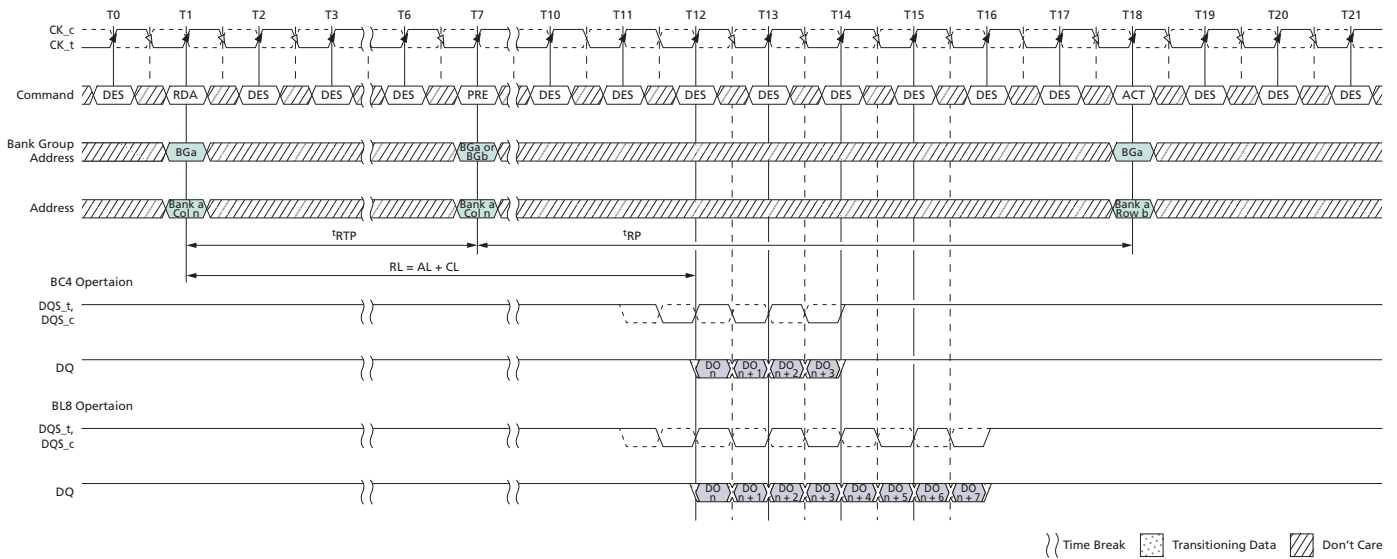 T0 T1 T2 T3 T6 T7 T10 T11 T12 T13 T14 T15 T16 T17 T18 T19 T20 T21
CK_c
CK_t
Command DES RDA DES DES DES PRE DES DES DES DES DES DES DES DES ACT DES DES DES
Bank Group
Address
BGa
BGa or
BGb
BGa
Address
Bank a
Col n
Bank a
Col n
Bank a
Row b
tRTP tRP
RL = AL + CL
BC4 Opertaion
DQS_t,
DQS_c
DQ
DO
n
DO
n + 1
DO
n + 2
DO
n + 3
BL8 Opertaion
DQS_t,
DQS_c
DQ
DO
n
DO
n + 1
DO
n + 2
DO
n + 3
DO
n + 4
DO
n + 5
DO
n + 6
DO
n + 7
Time Break Transitioning Data Don't Care